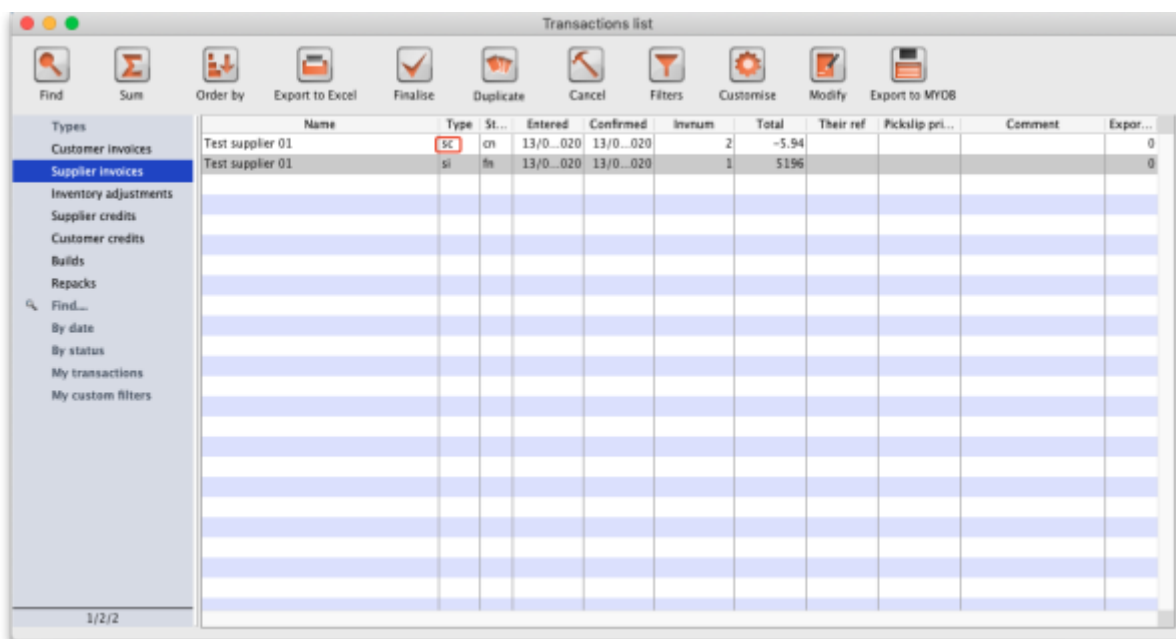 Transactions list
Find Sum Order by Export to Excel Finalise Duplicate Cancel Filters Customise Modify Export to MYOB
Types
Customer invoices
Supplier invoices
Inventory adjustments
Supplier credits
Customer credits
Builds
Repacks
Find...
By date
By status
My transactions
My custom filters
1/2/2
Name Type St... Entered Confirmed Invnum Total Their ref Pickslip pri... Comment Expor...
Test supplier 01 sc cn 13/0...020 13/0...020 2 -5.94 0
Test supplier 01 si fn 13/0...020 13/0...020 1 5196 0